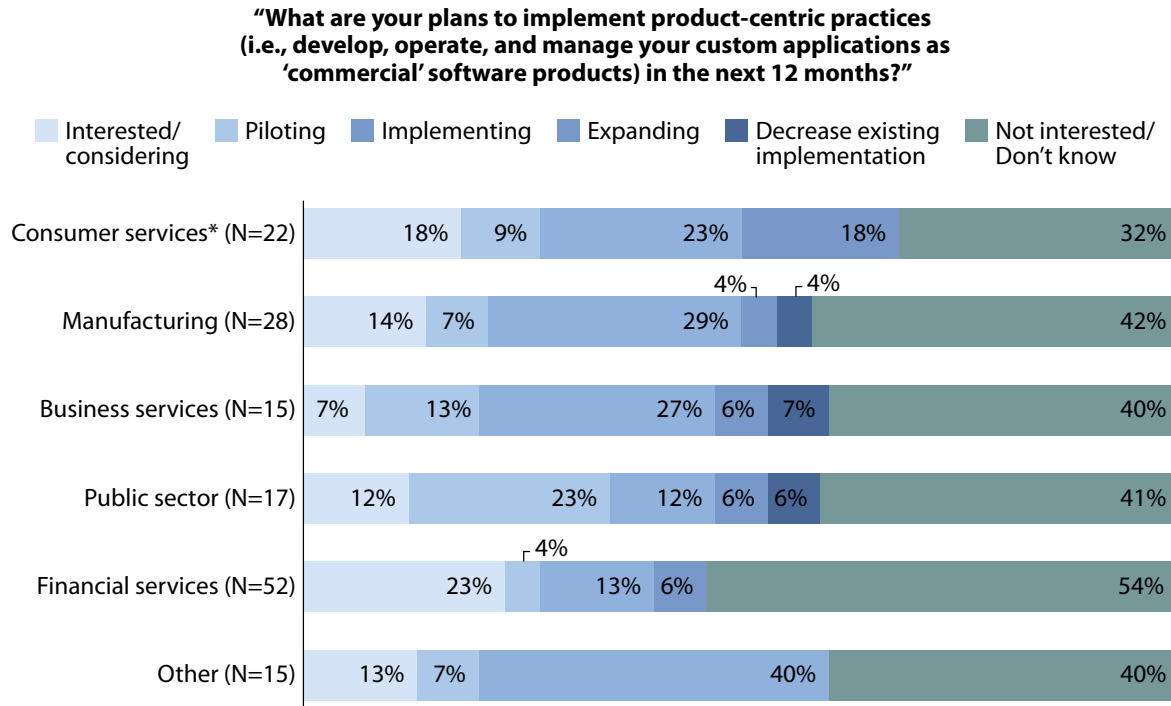 “What are your plans to implement product-centric practices
(i.e., develop, operate, and manage your custom applications as
‘commercial’ software products) in the next 12 months?”
Interested/
considering
Piloting
Implementing
Expanding
Decrease existing
implementation
Not interested/
Don’t know
Consumer services* (N=22) 18% 9% 23% 18% 32%
4% 4%
Manufacturing (N=28) 14% 7% 29% 42%
Business services (N=15) 7% 13% 27% 6% 7% 40%
Public sector (N=17) 12% 23% 12% 6% 6% 41%
4%
Financial services (N=52) 23% 13% 6% 54%
Other (N=15) 13% 7% 40% 40%